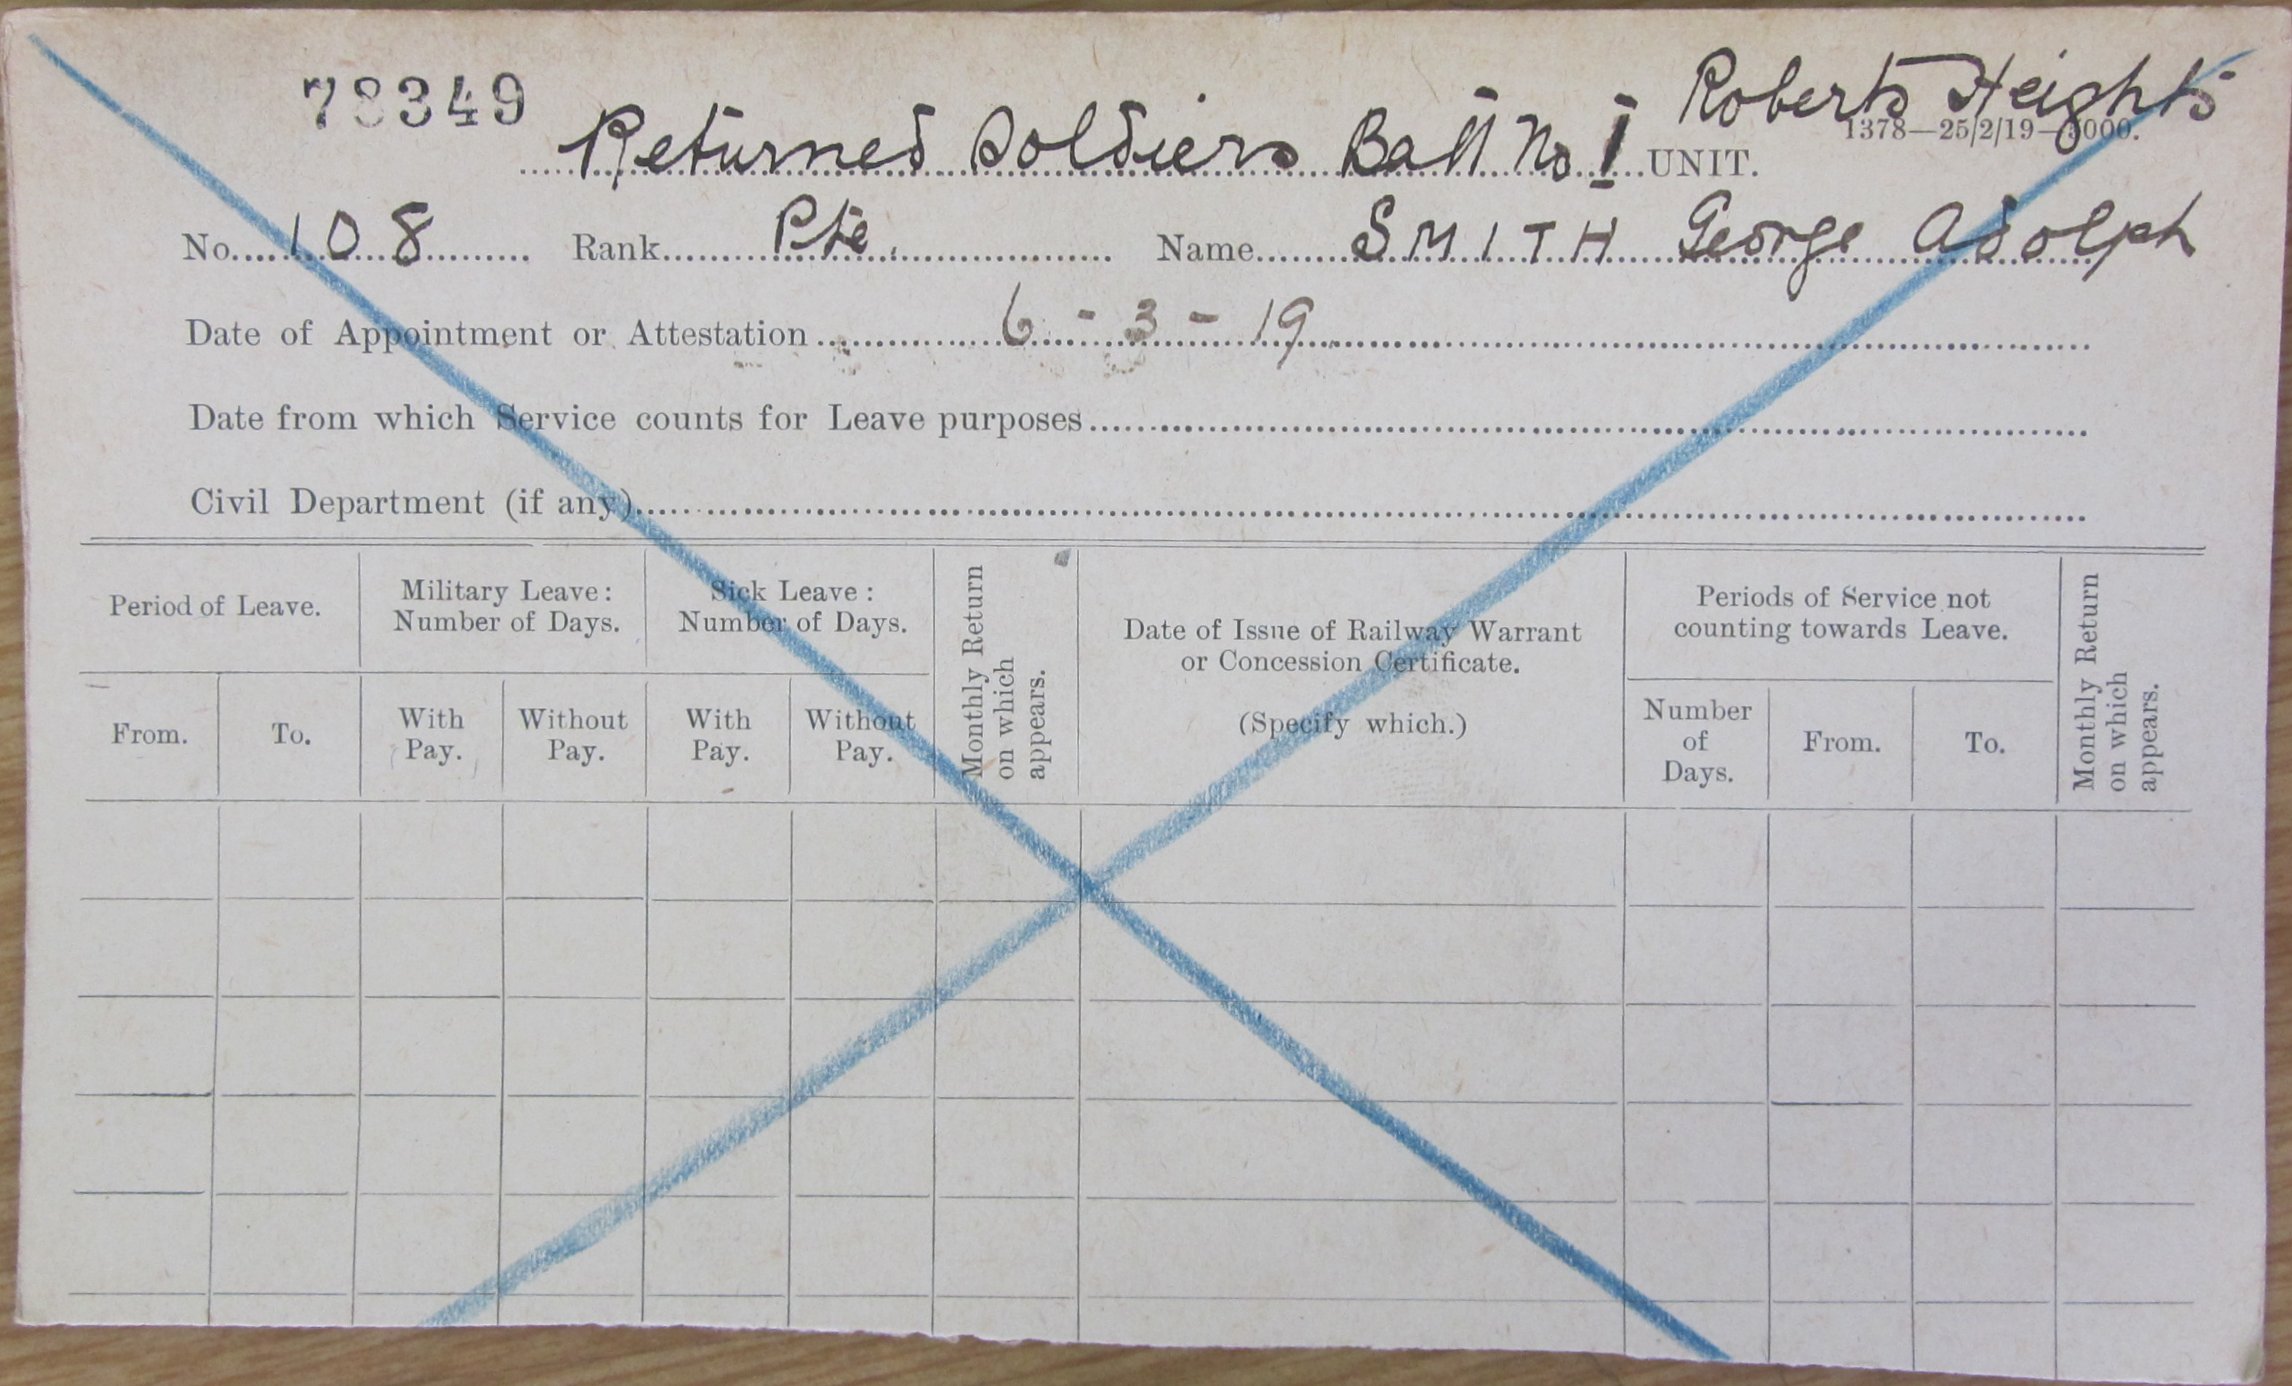 78349
Roberts Heights
1378—25/2/19—5000.
Returned Soldiers Batt No 1 UNIT.
No. 108 Rank Pte. Name SMITH George Adolph
Date of Appointment or Attestation 6 - 3 - 19
Date from which Service counts for Leave purposes
Civil Department (if any)
Period of Leave.
From.
To.
Military Leave:
Number of Days.
With
Pay.
Without
Pay.
Sick Leave:
Number of Days.
With
Pay.
Without
Pay.
Monthly Return
on which
appears.
Date of Issue of Railway Warrant
or Concession Certificate.
(Specify which.)
Periods of Service not
counting towards Leave.
Number
of
Days.
From.
To.
Monthly Return
on which
appears.